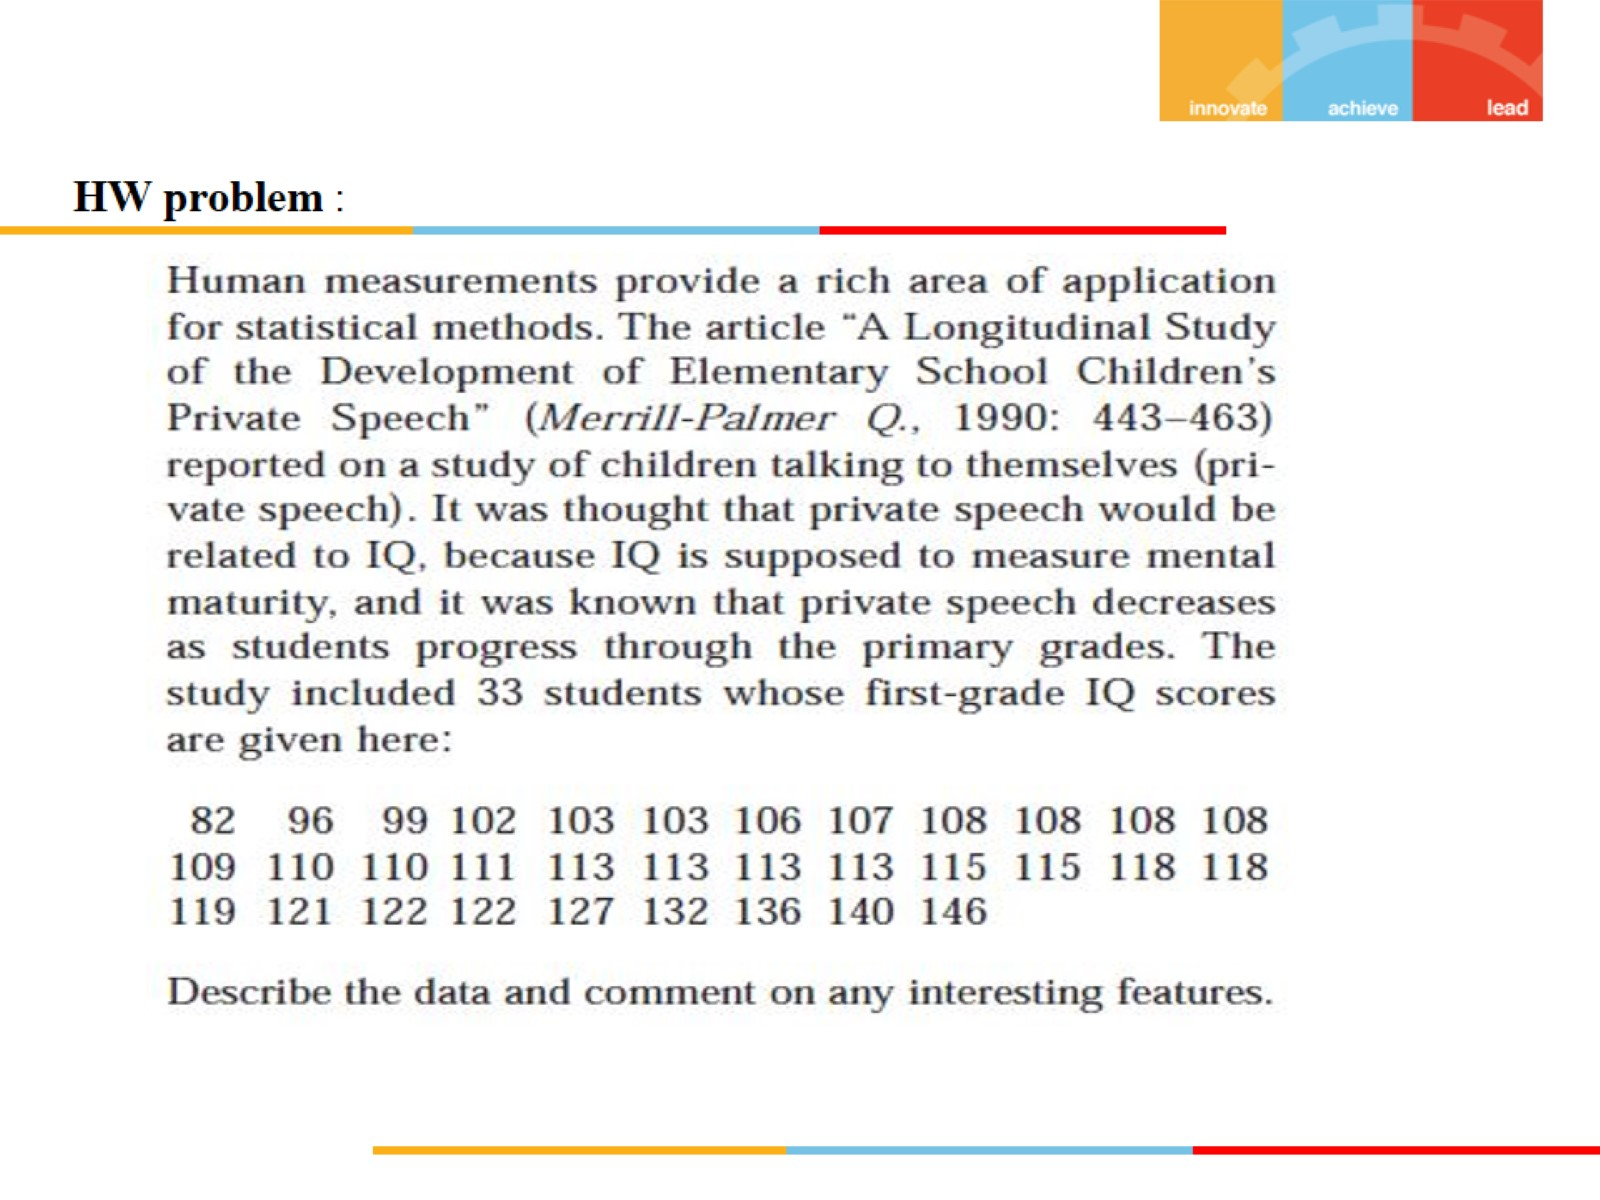 innovate achieve lead
HW problem :
Human measurements provide a rich area of application
for statistical methods. The article “A Longitudinal Study
of the Development of Elementary School Children’s
Private Speech” (Merrill-Palmer Q., 1990: 443–463)
reported on a study of children talking to themselves (pri-
vate speech). It was thought that private speech would be
related to IQ, because IQ is supposed to measure mental
maturity, and it was known that private speech decreases
as students progress through the primary grades. The
study included 33 students whose first-grade IQ scores
are given here:
82 96 99 102 103 103 106 107 108 108 108 108
109 110 110 111 113 113 113 113 115 115 118 118
119 121 122 122 127 132 136 140 146
Describe the data and comment on any interesting features.